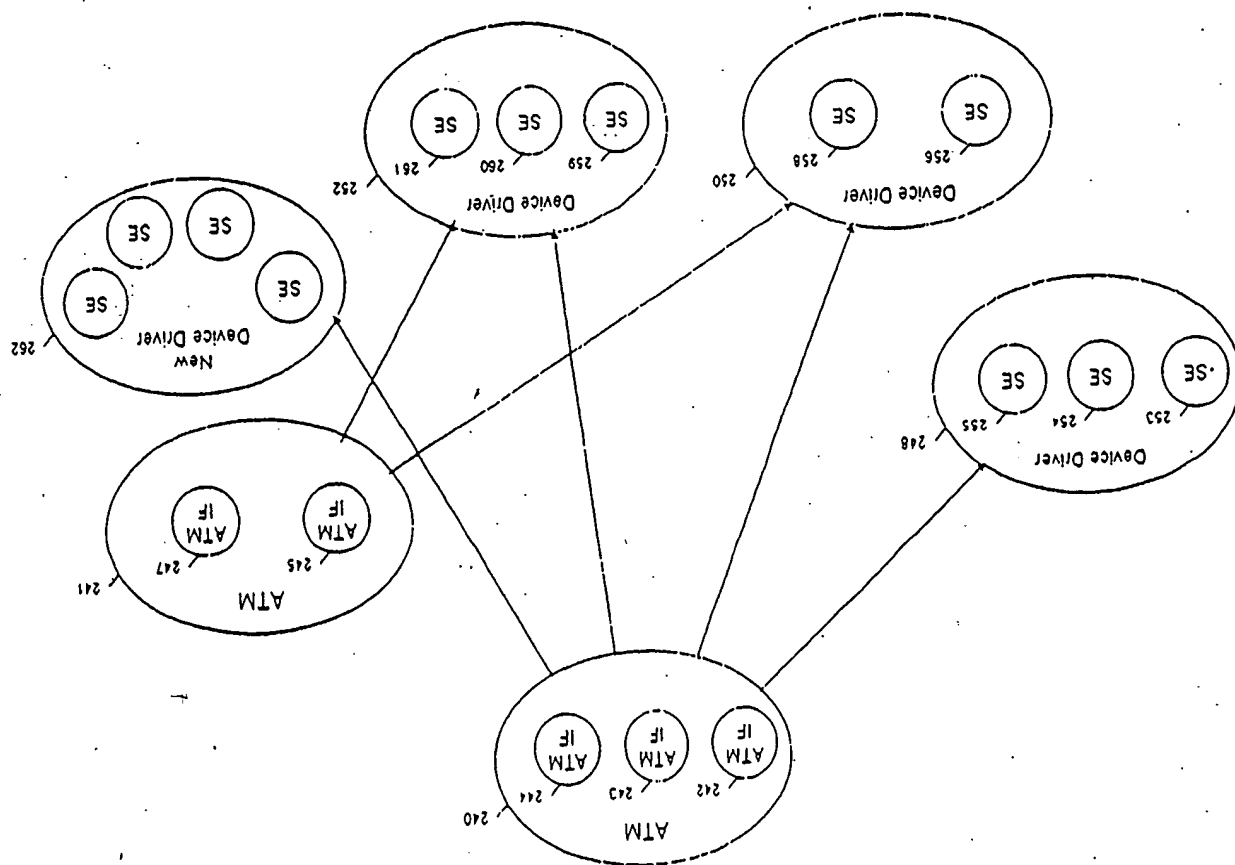 ATM
240
242
243
244
ATM
IF
ATM
IF
ATM
IF
ATM
241
245
247
ATM
IF
ATM
IF
Device Driver
248
253
254
255
SE
SE
SE
New
Device Driver
262
SE
SE
SE
SE
Device Driver
250
256
258
SE
SE
Device Driver
252
259
260
261
SE
SE
SE